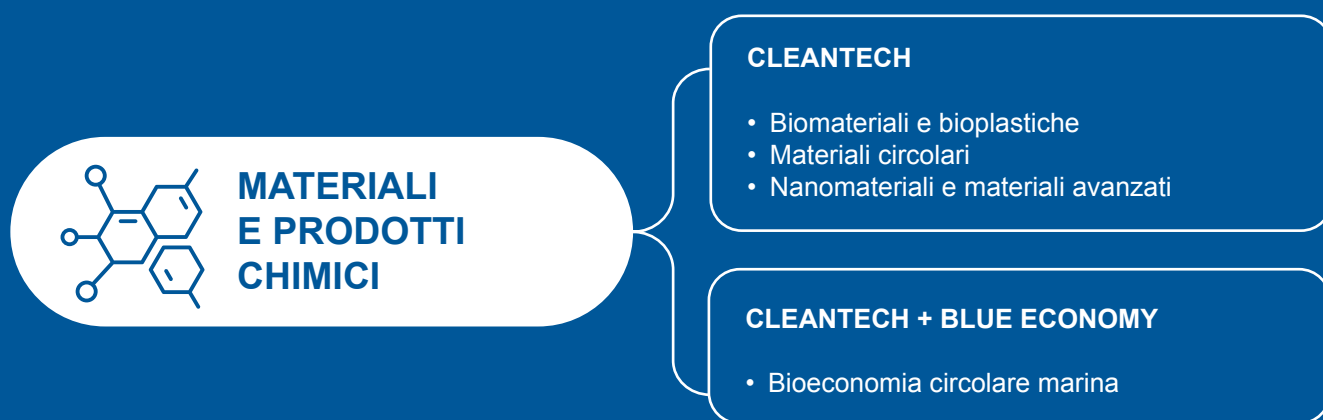 MATERIALI
E PRODOTTI
CHIMICI
CLEANTECH
• Biomateriali e bioplastiche
• Materiali circolari
• Nanomateriali e materiali avanzati
CLEANTECH + BLUE ECONOMY
• Bioeconomia circolare marina